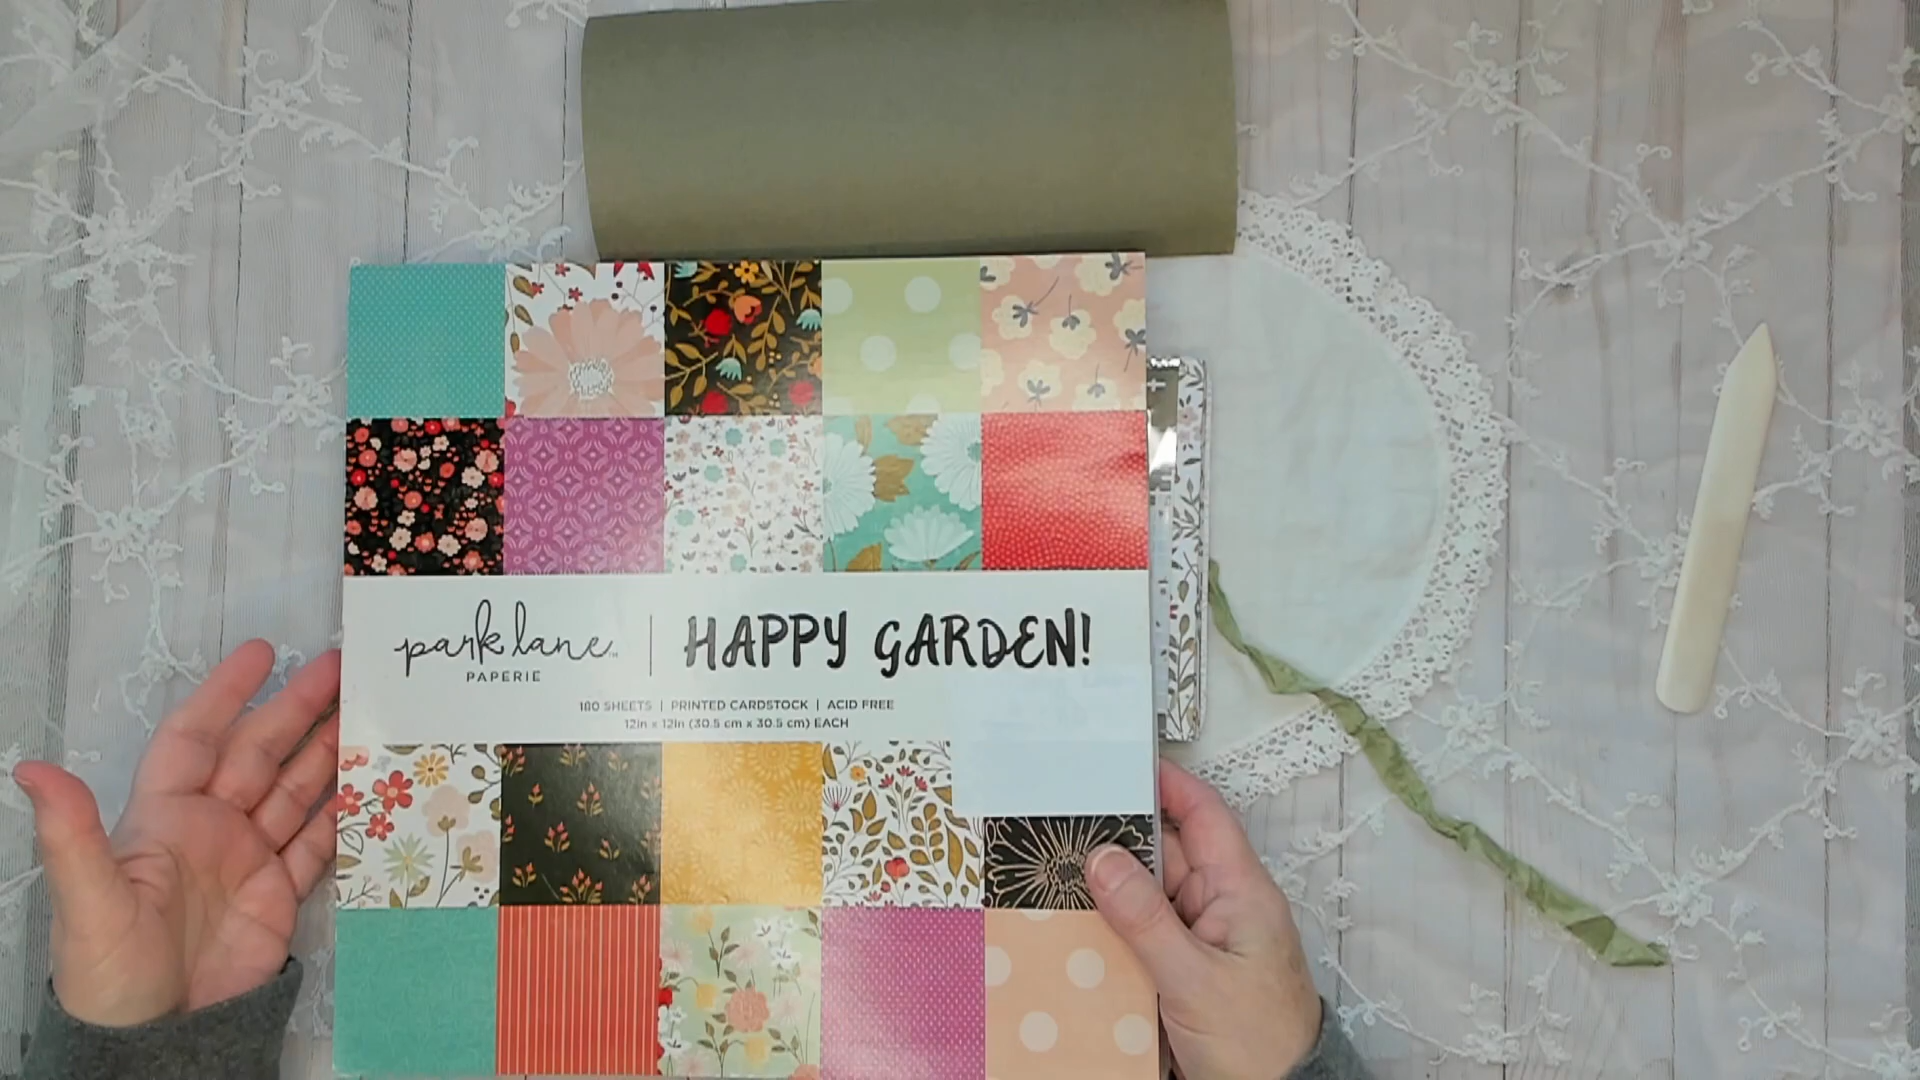 park lane™
PAPERIE
HAPPY GARDEN!
180 SHEETS | PRINTED CARDSTOCK | ACID FREE
12in x 12in (30.5 cm x 30.5 cm) EACH